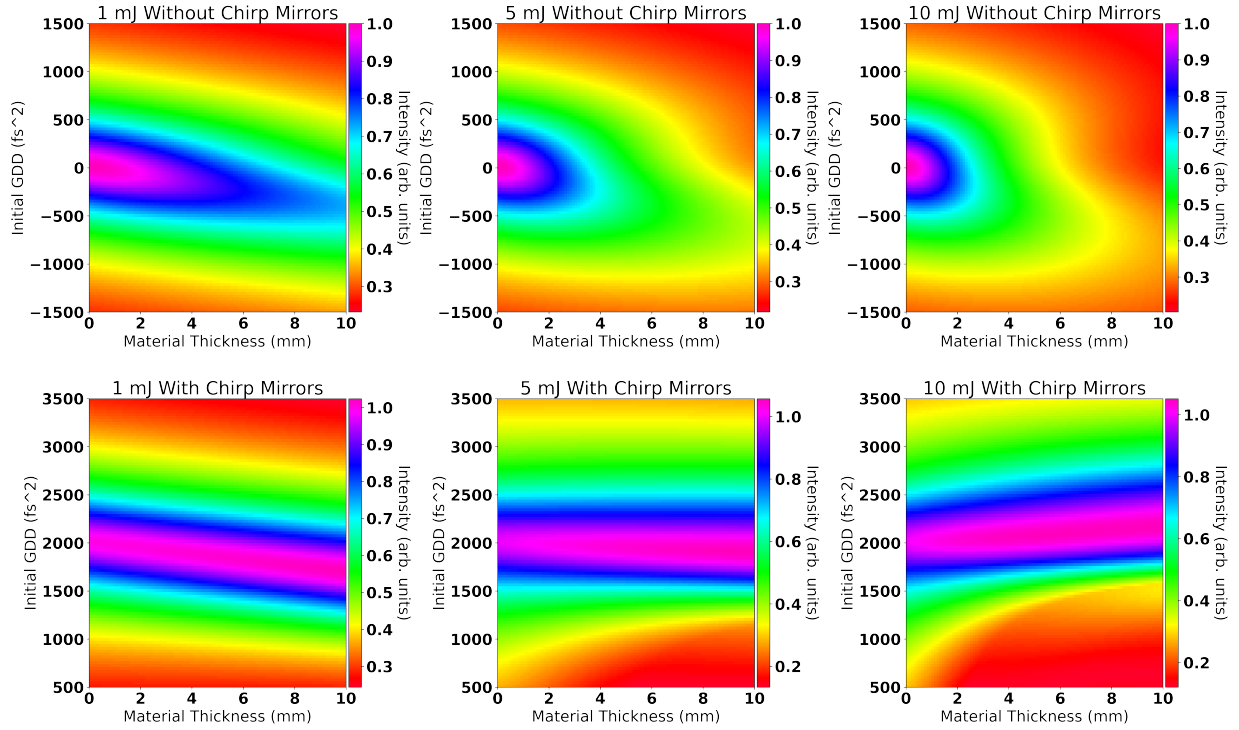 1 mJ Without Chirp Mirrors
5 mJ Without Chirp Mirrors
10 mJ Without Chirp Mirrors
Initial GDD (fs^2)
1500
1000
500
0
−500
−1000
−1500
0 2 4 6 8 10
Material Thickness (mm)
1.0
0.9
0.8
0.7
0.6
0.5
0.4
0.3
Intensity (arb. units)
Initial GDD (fs^2)
1500
1000
500
0
−500
−1000
−1500
0 2 4 6 8 10
Material Thickness (mm)
1.0
0.9
0.8
0.7
0.6
0.5
0.4
0.3
Intensity (arb. units)
Initial GDD (fs^2)
1500
1000
500
0
−500
−1000
−1500
0 2 4 6 8 10
Material Thickness (mm)
1.0
0.9
0.8
0.7
0.6
0.5
0.4
0.3
Intensity (arb. units)
1 mJ With Chirp Mirrors
5 mJ With Chirp Mirrors
10 mJ With Chirp Mirrors
Initial GDD (fs^2)
3500
3000
2500
2000
1500
1000
500
0 2 4 6 8 10
Material Thickness (mm)
1.0
0.9
0.8
0.7
0.6
0.5
0.4
0.3
Intensity (arb. units)
Initial GDD (fs^2)
3500
3000
2500
2000
1500
1000
500
0 2 4 6 8 10
Material Thickness (mm)
1.0
0.8
0.6
0.4
0.2
Intensity (arb. units)
Initial GDD (fs^2)
3500
3000
2500
2000
1500
1000
500
0 2 4 6 8 10
Material Thickness (mm)
1.0
0.8
0.6
0.4
0.2
Intensity (arb. units)